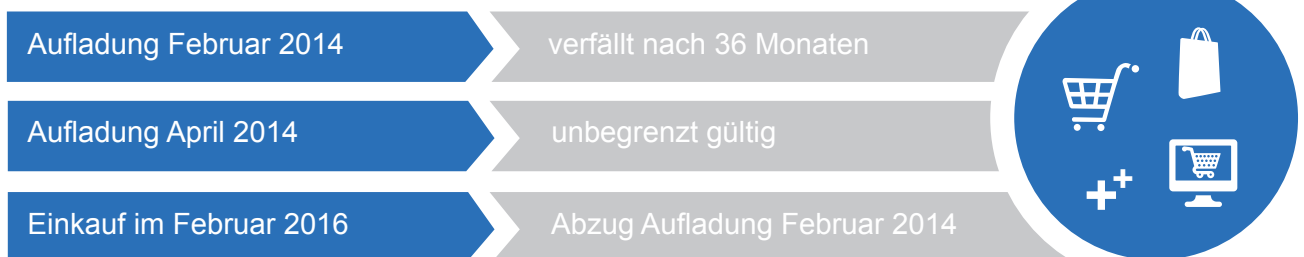 Aufladung Februar 2014 verfällt nach 36 Monaten
Aufladung April 2014 unbegrenzt gültig
Einkauf im Februar 2016 Abzug Aufladung Februar 2014